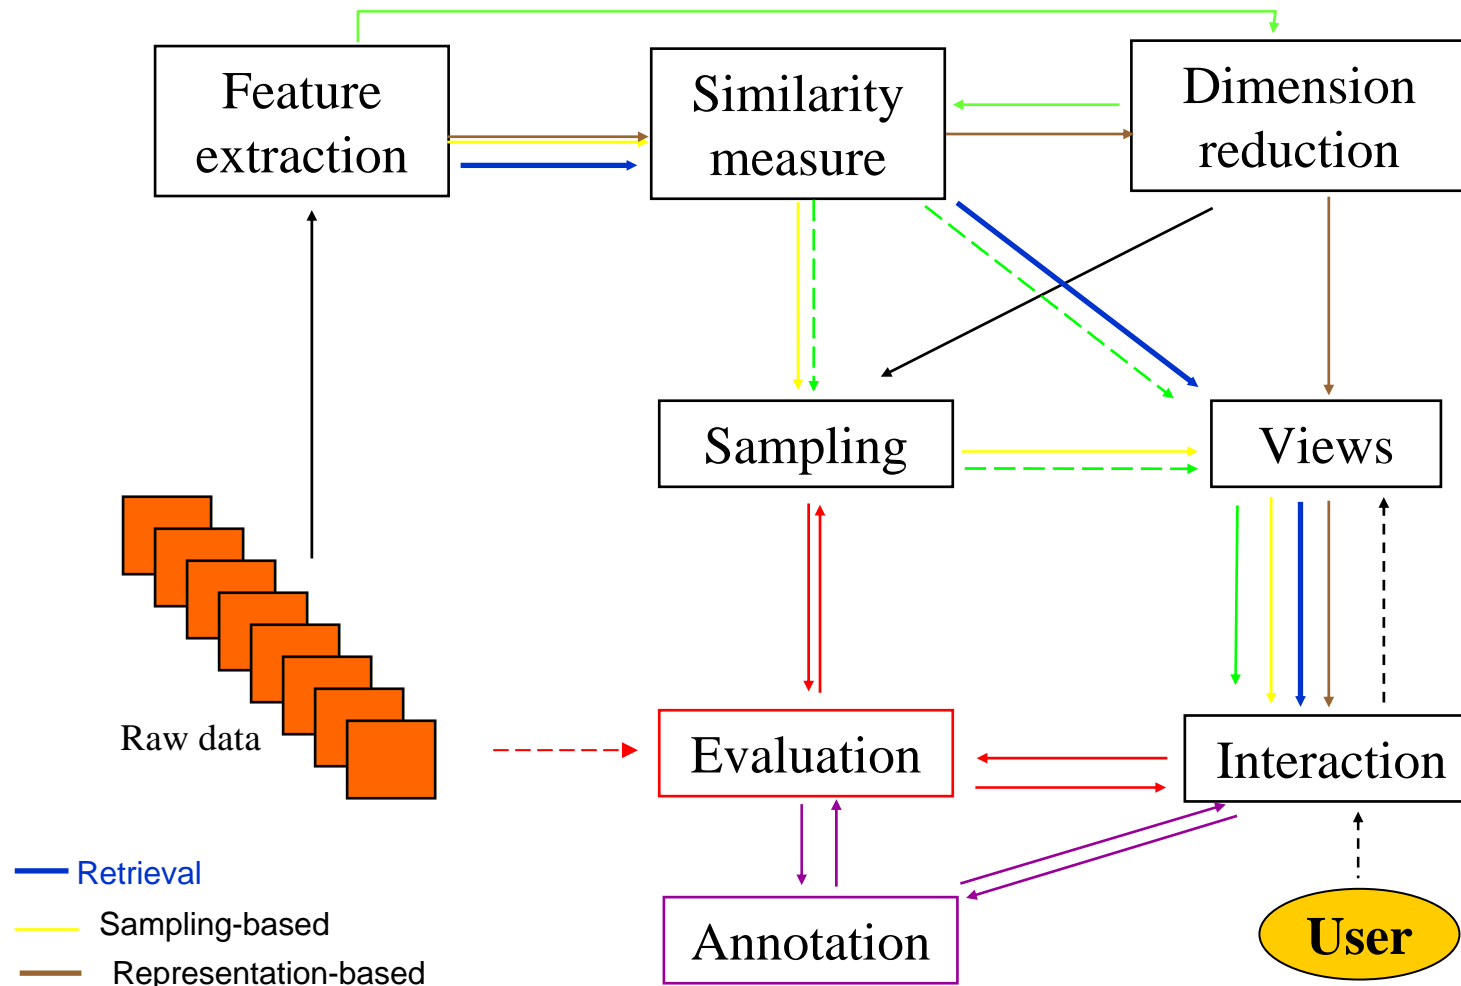 Feature
extraction
Similarity
measure
Dimension
reduction
Sampling
Views
Raw data
Evaluation
Interaction
Retrieval
Sampling-based
Representation-based
Annotation
User